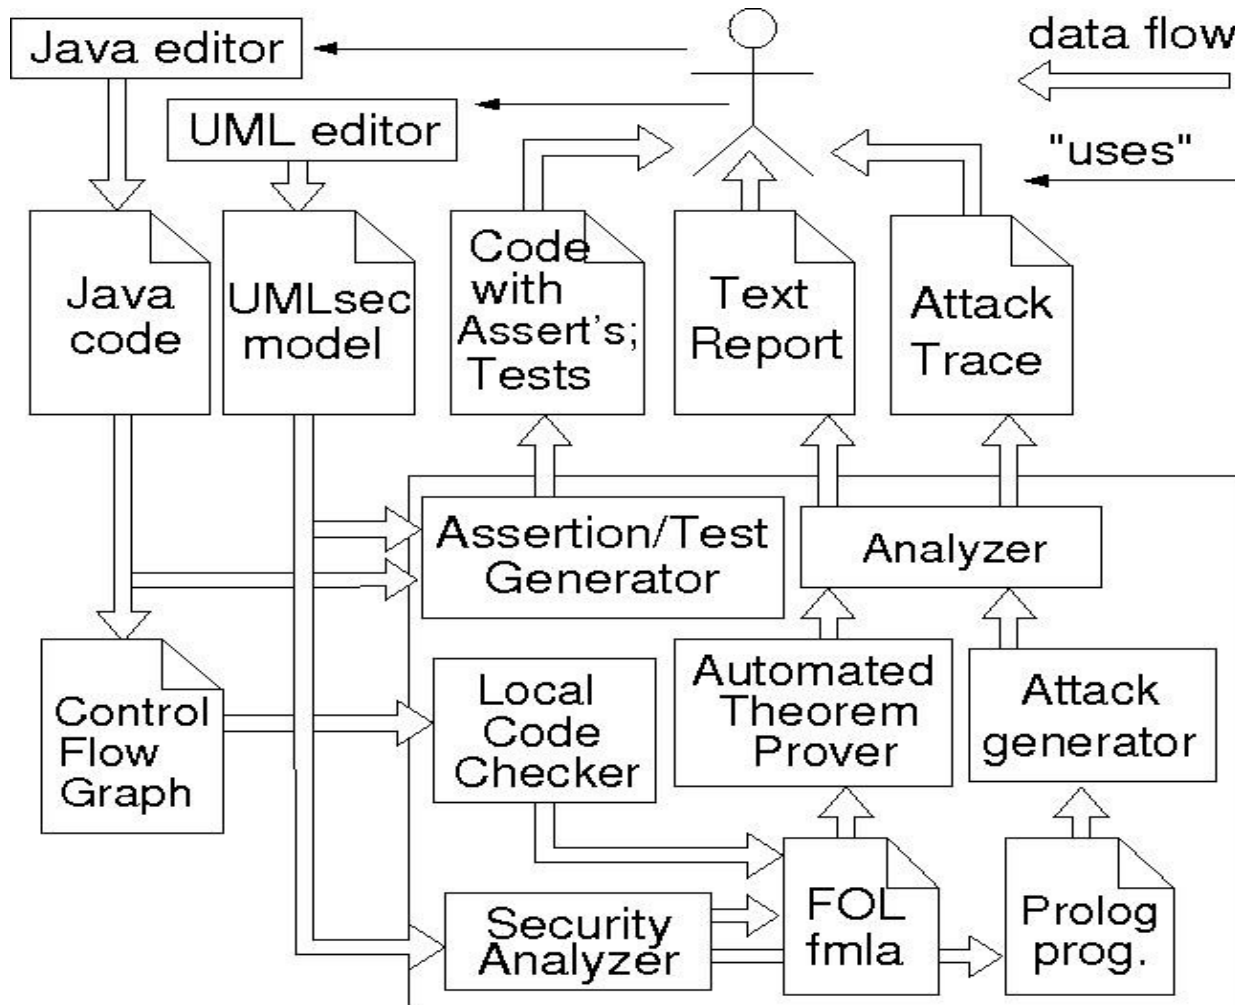 Java editor
data flow
UML editor
"uses"
Java
code
UMLsec
model
Code
with
Assert's;
Tests
Text
Report
Attack
Trace
Assertion/Test
Generator
Analyzer
Control
Flow
Graph
Local
Code
Checker
Automated
Theorem
Prover
Attack
generator
Security
Analyzer
FOL
fmla
Prolog
prog.